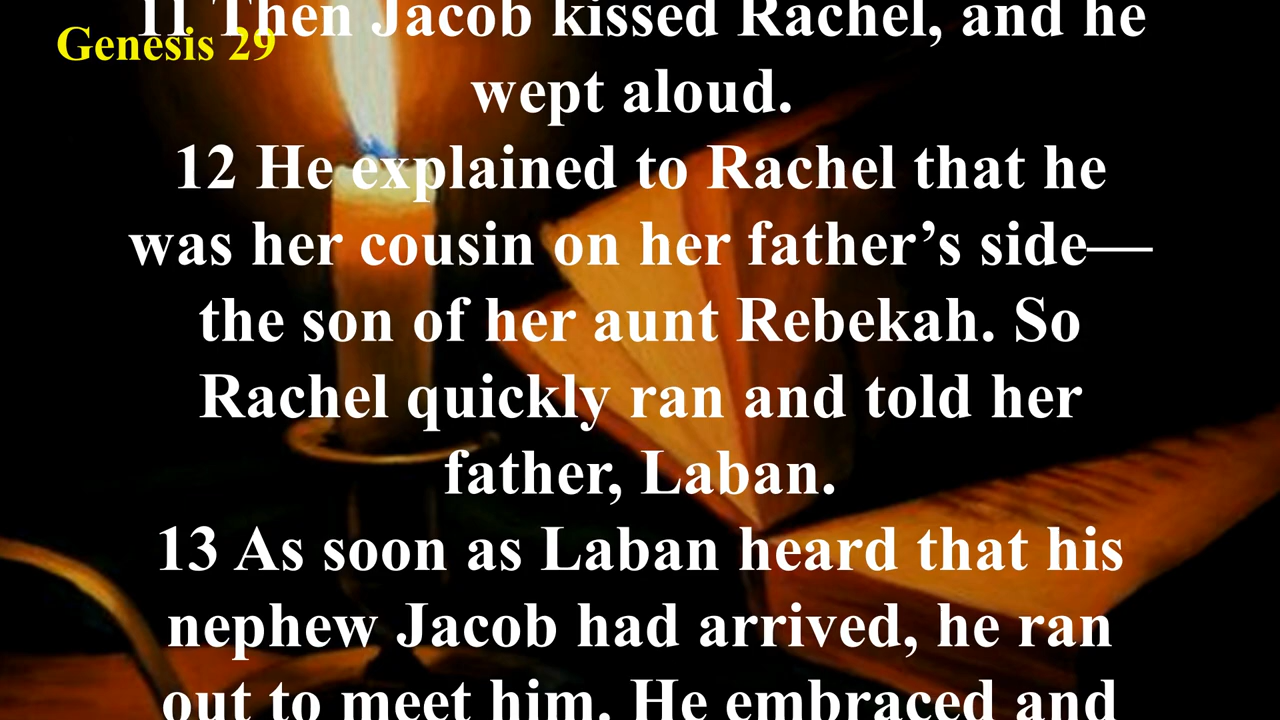 11 Then Jacob kissed Rachel, and he
Genesis 29
wept aloud.
12 He explained to Rachel that he
was her cousin on her father’s side—
the son of her aunt Rebekah. So
Rachel quickly ran and told her
father, Laban.
13 As soon as Laban heard that his
nephew Jacob had arrived, he ran
out to meet him. He embraced and